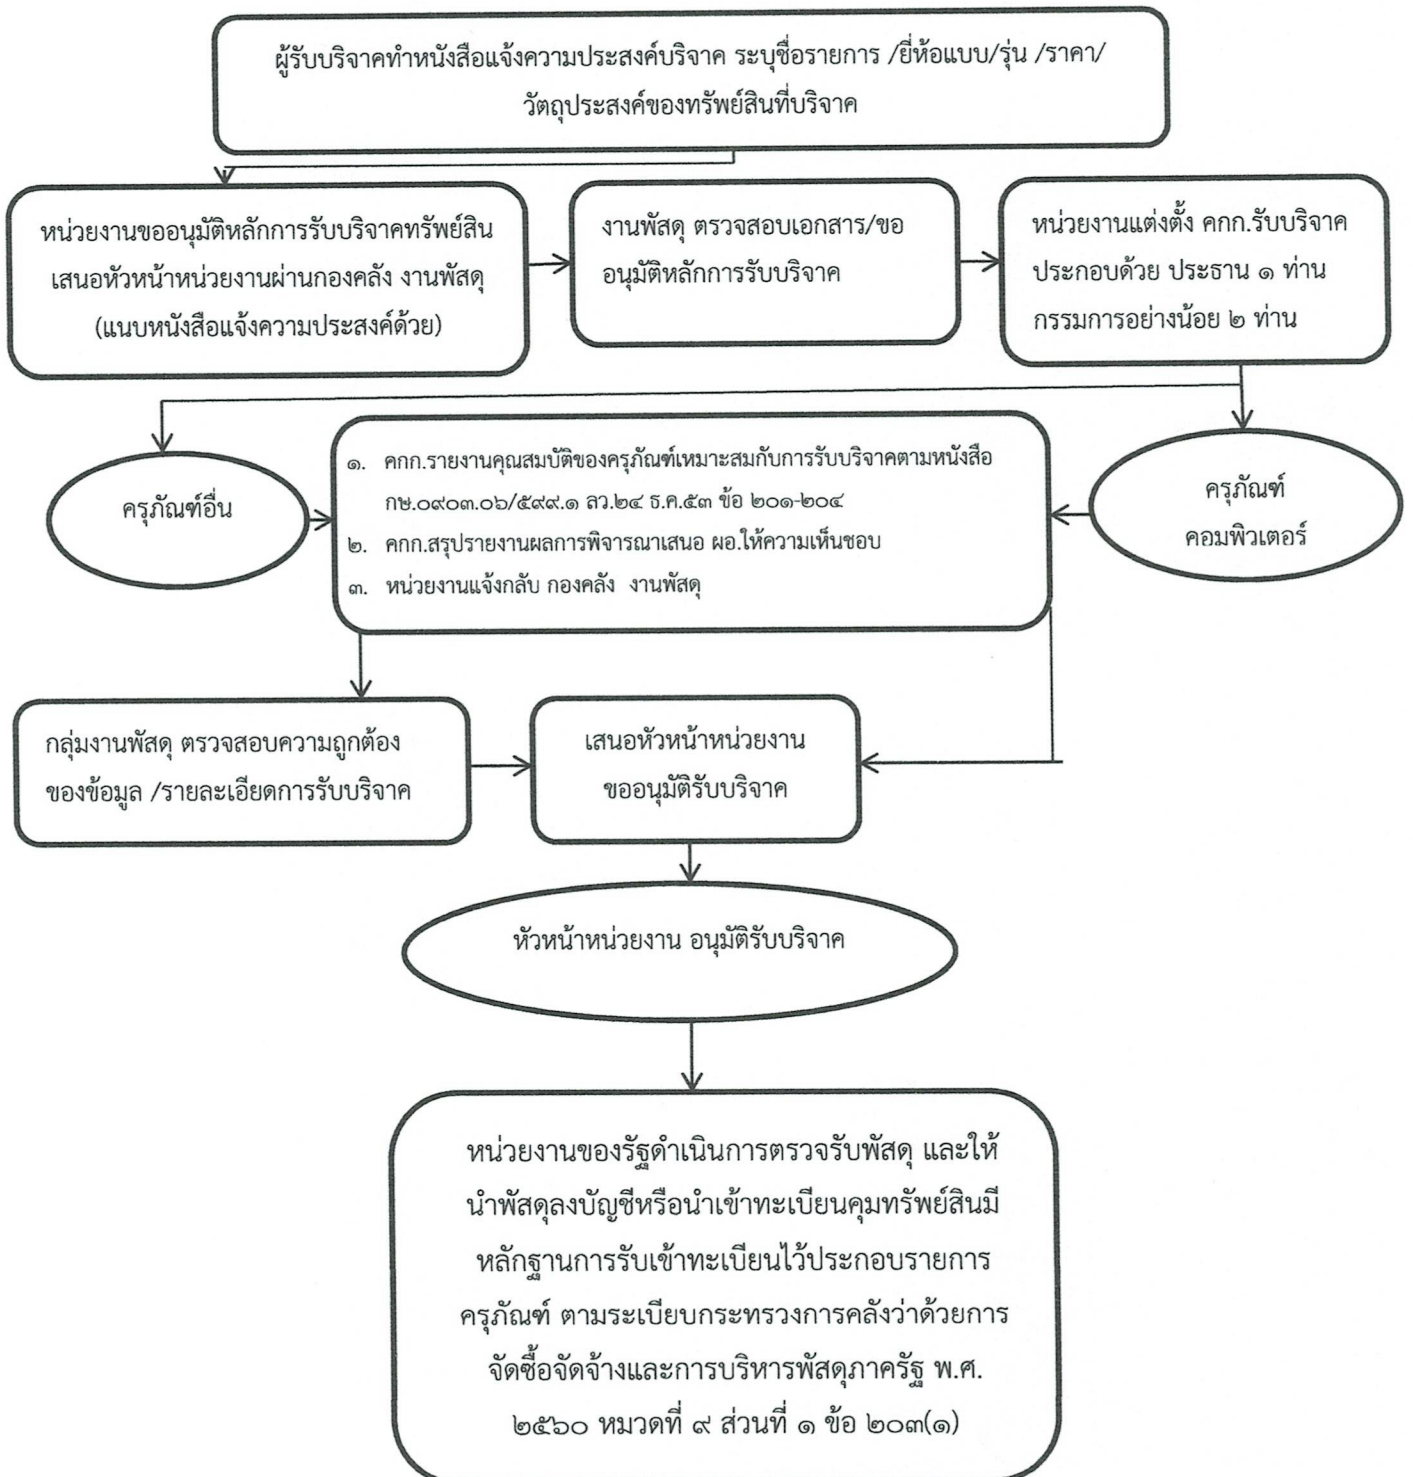 ผู้รับบริจาคทำหนังสือแจ้งความประสงค์บริจาค ระบุชื่อรายการ /ยี่ห้อแบบ/รุ่น /ราคา/
วัตถุประสงค์ของทรัพย์สินที่บริจาค
หน่วยงานขออนุมัติหลักการรับบริจาคทรัพย์สิน
เสนอหัวหน้าหน่วยงานผ่านกองคลัง งานพัสดุ
(แนบหนังสือแจ้งความประสงค์ด้วย)
งานพัสดุ ตรวจสอบเอกสาร/ขอ
อนุมัติหลักการรับบริจาค
หน่วยงานแต่งตั้ง คกก.รับบริจาค
ประกอบด้วย ประธาน ๑ ท่าน
กรรมการอย่างน้อย ๒ ท่าน
ครุภัณฑ์อื่น
๑. คกก.รายงานคุณสมบัติของครุภัณฑ์เหมาะสมกับการรับบริจาคตามหนังสือ
กษ.๐๙๐๓.๐๖/๕๙๙.๑ ลว.๒๔ ธ.ค.๕๓ ข้อ ๒๐๑-๒๐๔
๒. คกก.สรุปรายงานผลการพิจารณาเสนอ ผอ.ให้ความเห็นชอบ
๓. หน่วยงานแจ้งกลับ กองคลัง งานพัสดุ
ครุภัณฑ์
คอมพิวเตอร์
กลุ่มงานพัสดุ ตรวจสอบความถูกต้อง
ของข้อมูล /รายละเอียดการรับบริจาค
เสนอหัวหน้าหน่วยงาน
ขออนุมัติรับบริจาค
หัวหน้าหน่วยงาน อนุมัติรับบริจาค
หน่วยงานของรัฐดำเนินการตรวจรับพัสดุ และให้
นำพัสดุลงบัญชีหรือนำเข้าทะเบียนคุมทรัพย์สินมี
หลักฐานการรับเข้าทะเบียนไว้ประกอบรายการ
ครุภัณฑ์ ตามระเบียบกระทรวงการคลังว่าด้วยการ
จัดซื้อจัดจ้างและการบริหารพัสดุภาครัฐ พ.ศ.
๒๕๖๐ หมวดที่ ๙ ส่วนที่ ๑ ข้อ ๒๐๓(๑)